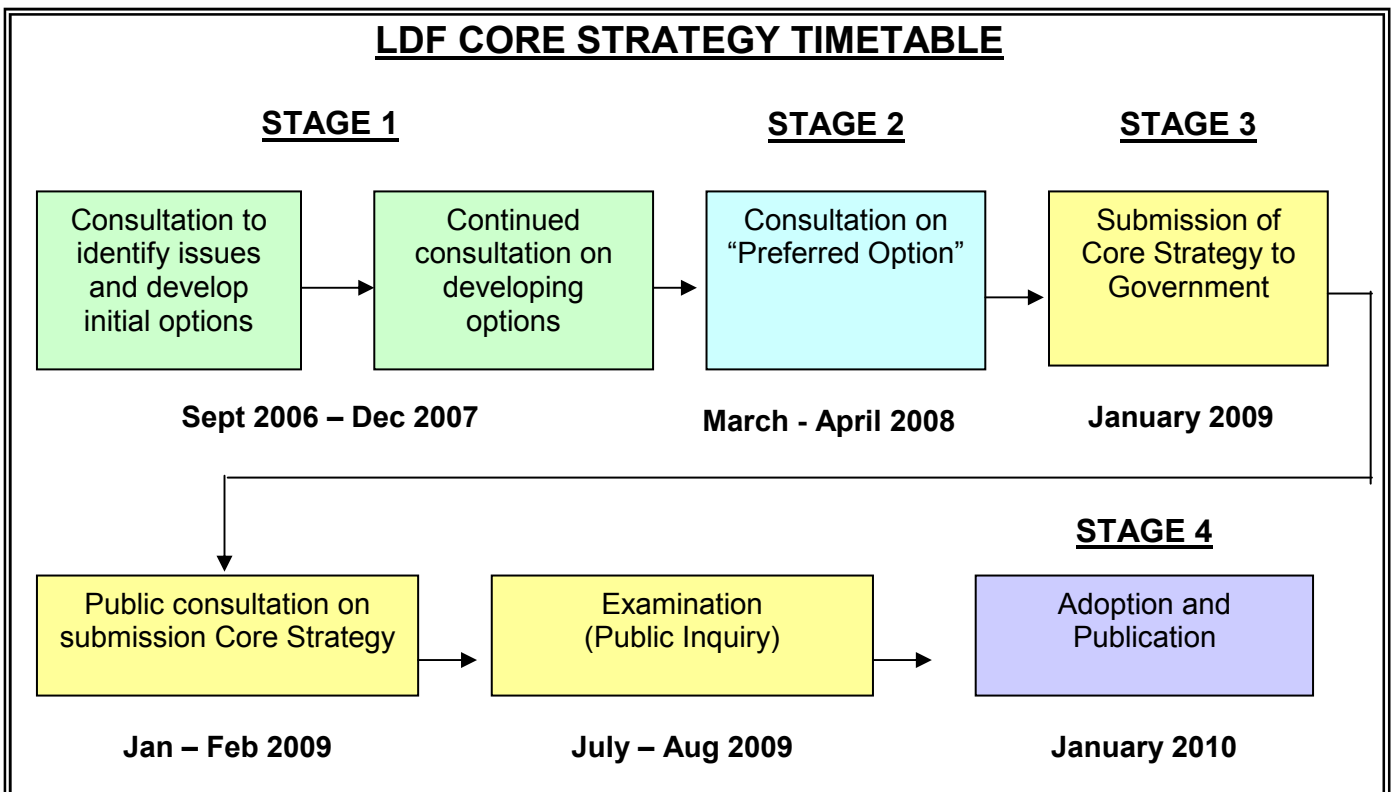 LDF CORE STRATEGY TIMETABLE
STAGE 1
STAGE 2
STAGE 3
Consultation to
identify issues
and develop
initial options
Continued
consultation on
developing
options
Consultation on
“Preferred Option”
Submission of
Core Strategy to
Government
Sept 2006 – Dec 2007
March - April 2008
January 2009
STAGE 4
Public consultation on
submission Core Strategy
Examination
(Public Inquiry)
Adoption and
Publication
Jan – Feb 2009
July – Aug 2009
January 2010